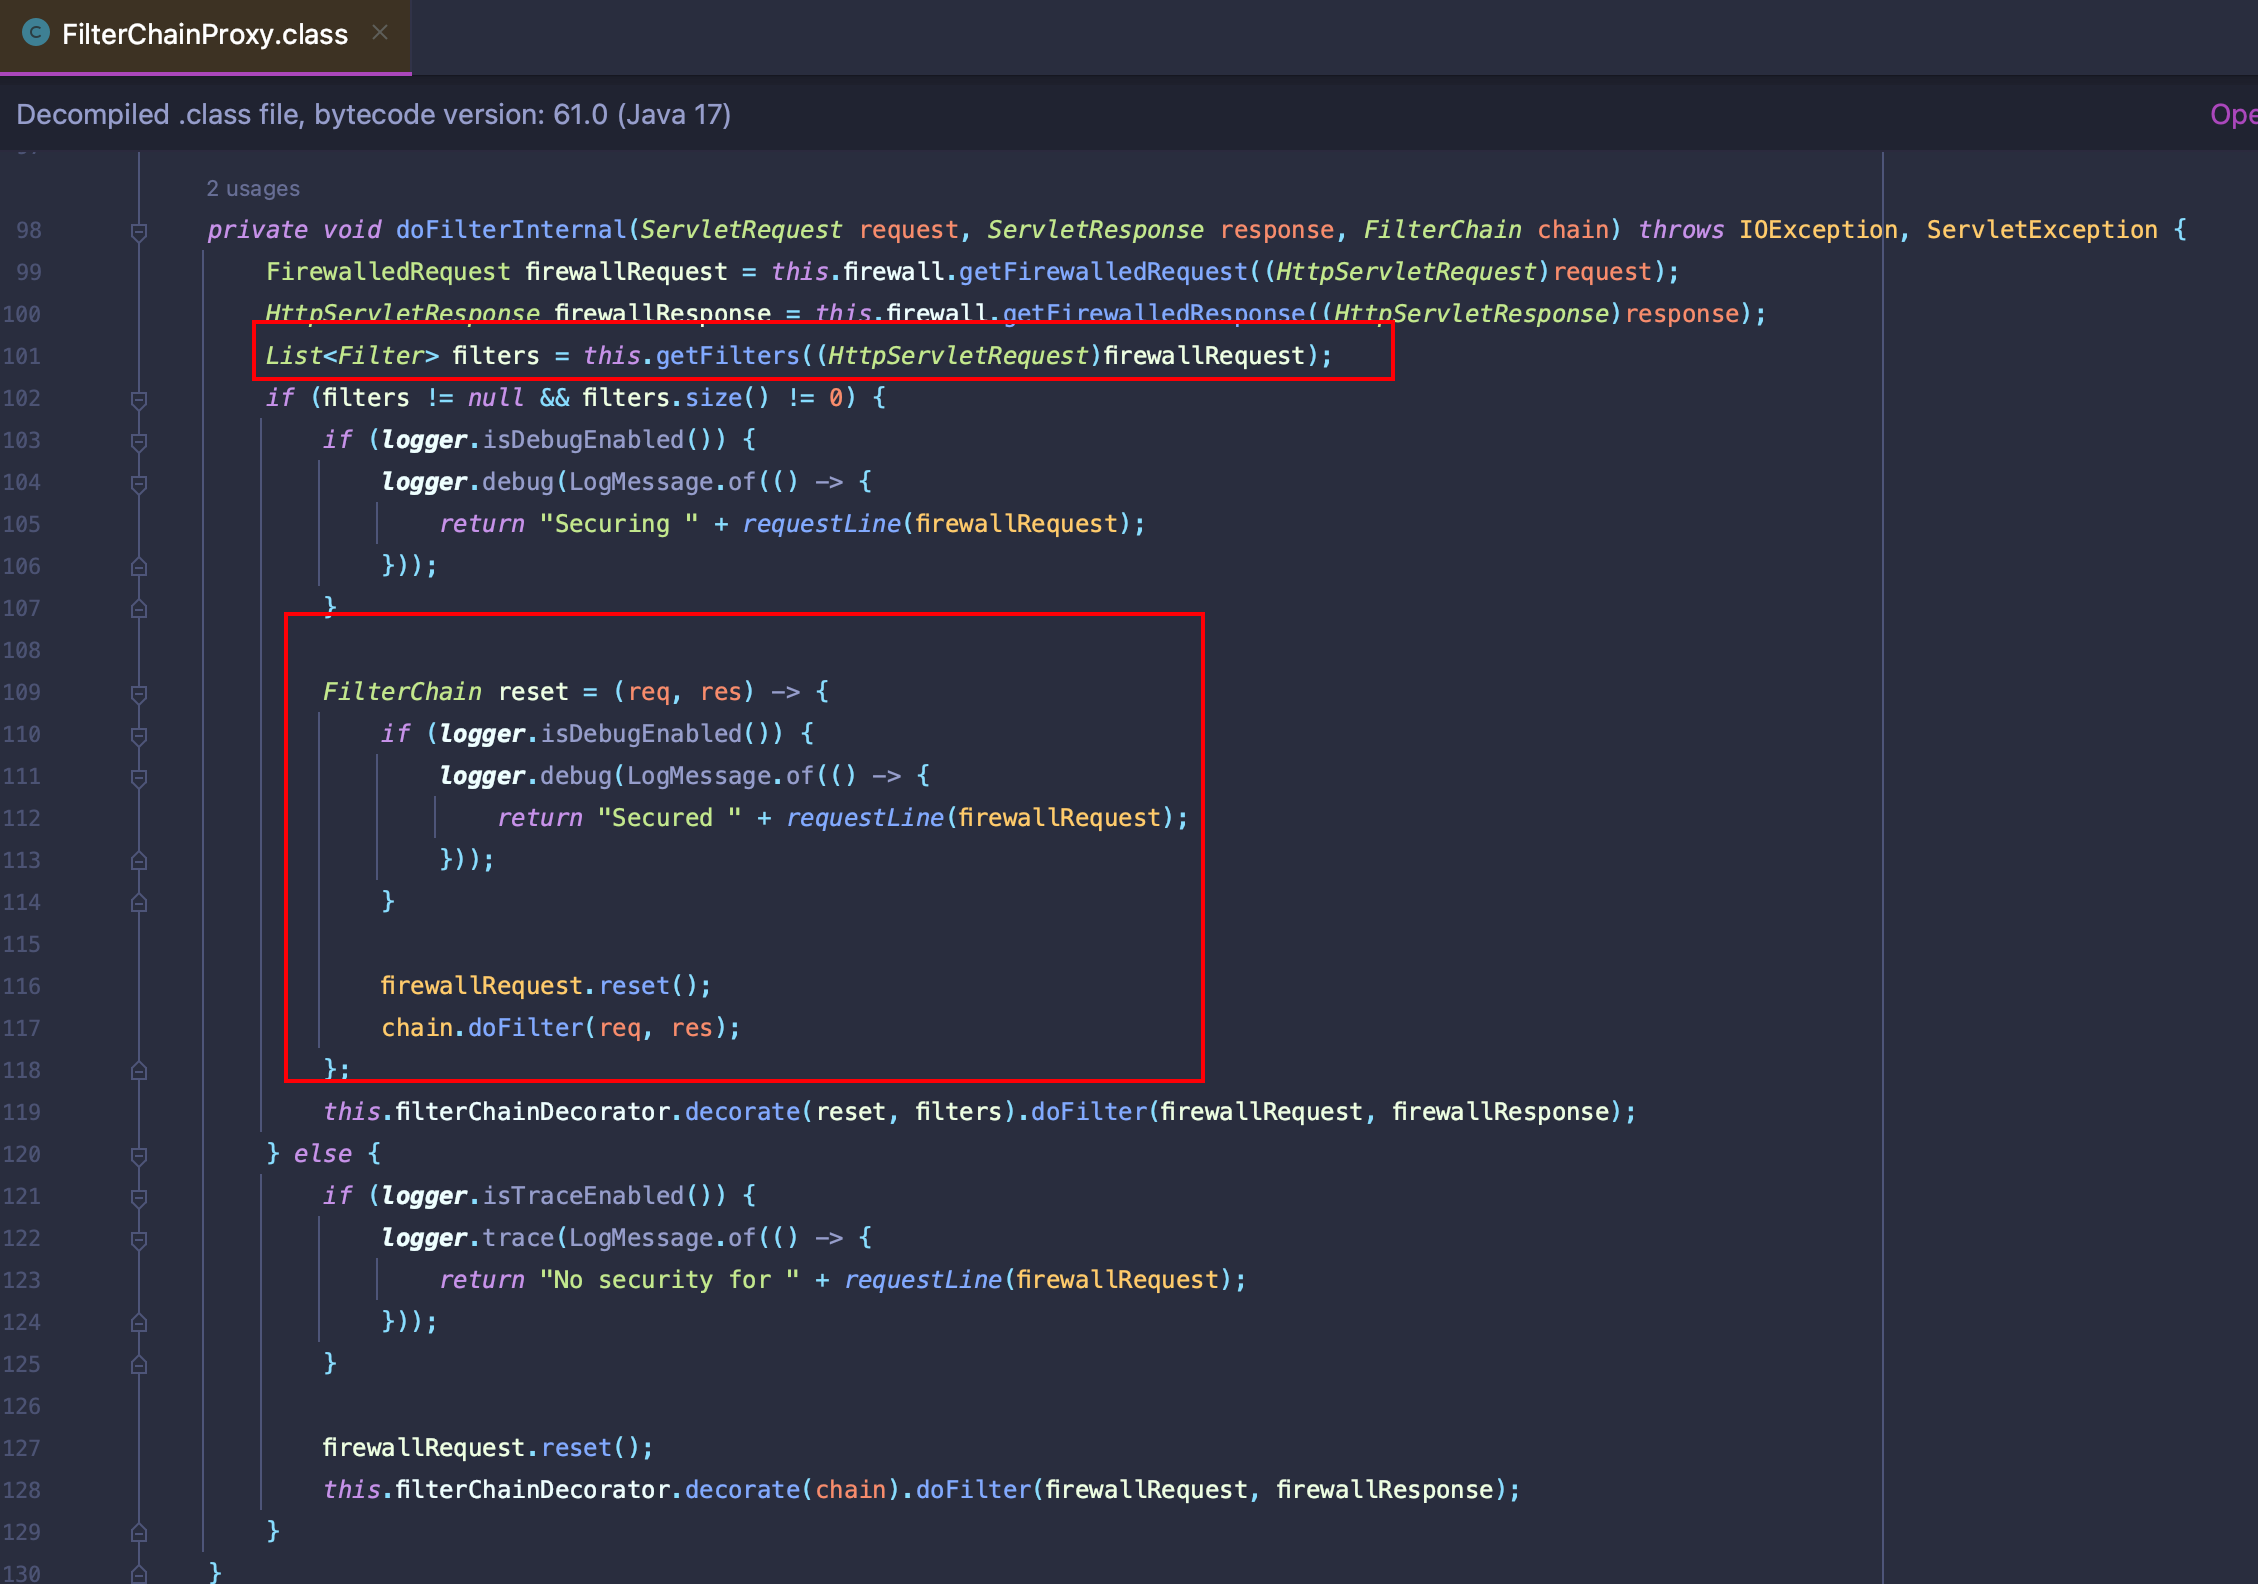 FilterChainProxy.class
Decompiled .class file, bytecode version: 61.0 (Java 17)
2 usages
98 private void doFilterInternal(ServletRequest request, ServletResponse response, FilterChain chain) throws IOException, ServletException {
99 FirewalledRequest firewallRequest = this.firewall.getFirewalledRequest((HttpServletRequest)request);
100 HttpServletResponse firewallResponse = this.firewall.getFirewalledResponse((HttpServletResponse)response);
101 List<Filter> filters = this.getFilters((HttpServletRequest)firewallRequest);
102 if (filters != null && filters.size() != 0) {
103 if (logger.isDebugEnabled()) {
104 logger.debug(LogMessage.of(() -> {
105 return "Securing " + requestLine(firewallRequest);
106 }));
107 }
108
109 FilterChain reset = (req, res) -> {
110 if (logger.isDebugEnabled()) {
111 logger.debug(LogMessage.of(() -> {
112 return "Secured " + requestLine(firewallRequest);
113 }));
114 }
115
116 firewallRequest.reset();
117 chain.doFilter(req, res);
118 };
119 this.filterChainDecorator.decorate(reset, filters).doFilter(firewallRequest, firewallResponse);
120 } else {
121 if (logger.isTraceEnabled()) {
122 logger.trace(LogMessage.of(() -> {
123 return "No security for " + requestLine(firewallRequest);
124 }));
125 }
126
127 firewallRequest.reset();
128 this.filterChainDecorator.decorate(chain).doFilter(firewallRequest, firewallResponse);
129 }
130 }